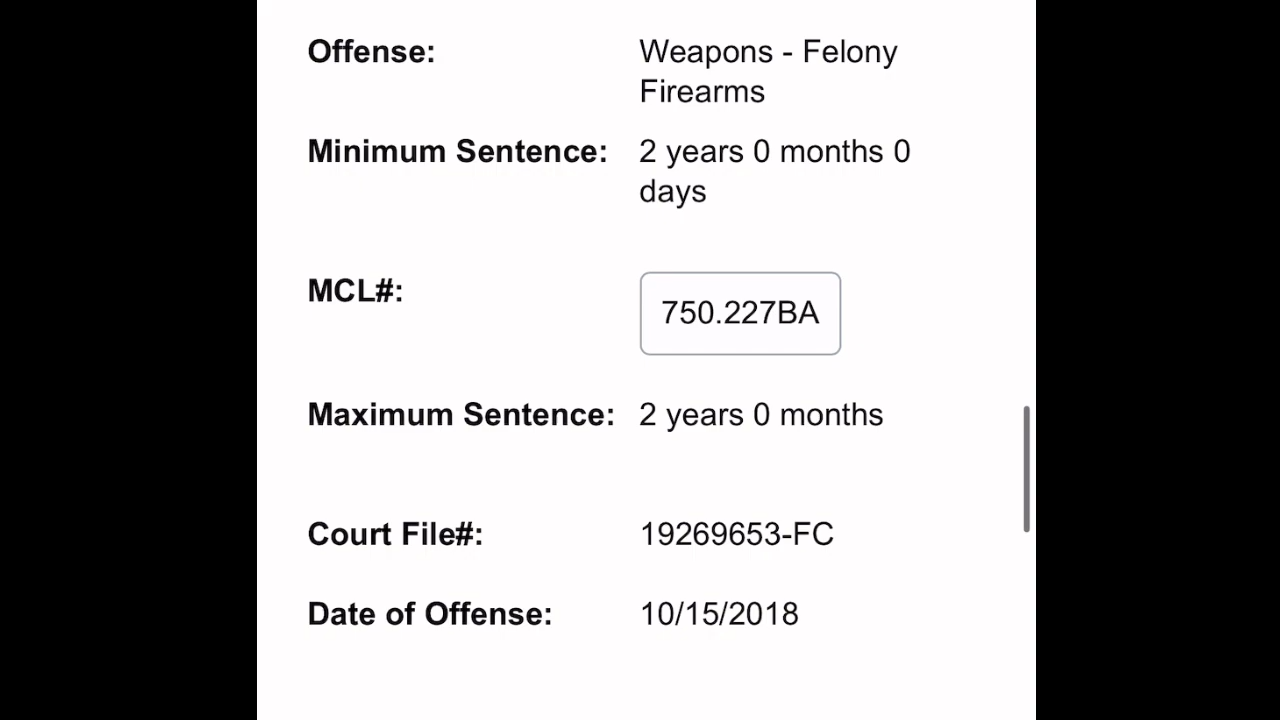 Offense: Weapons - Felony
Firearms
Minimum Sentence: 2 years 0 months 0
days
MCL#: 750.227BA
Maximum Sentence: 2 years 0 months
Court File#: 19269653-FC
Date of Offense: 10/15/2018